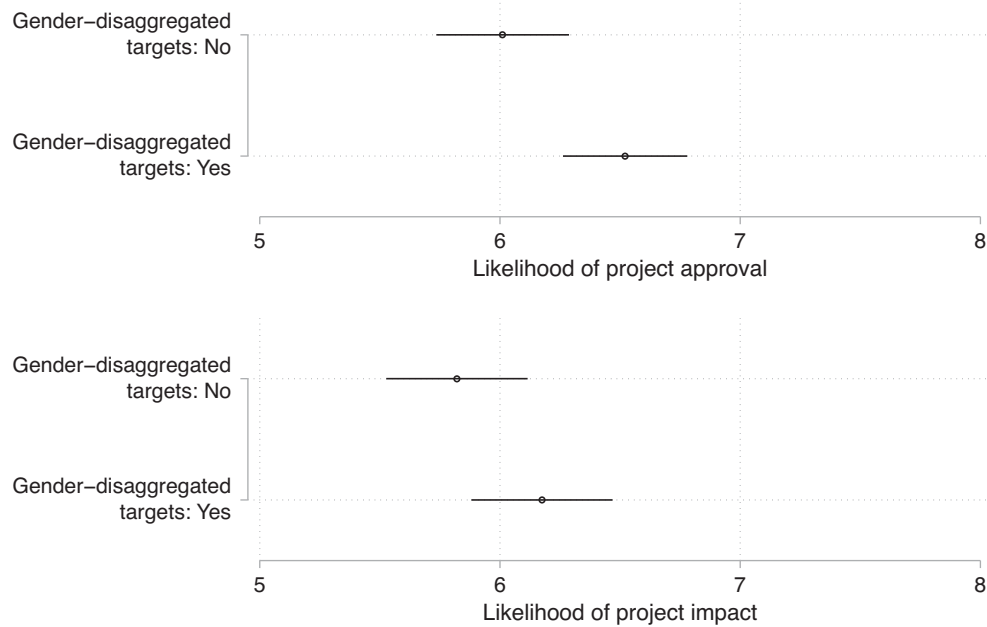 Gender−disaggregated
targets: No
Gender−disaggregated
targets: Yes
5 6 7 8
Likelihood of project approval
Gender−disaggregated
targets: No
Gender−disaggregated
targets: Yes
5 6 7 8
Likelihood of project impact